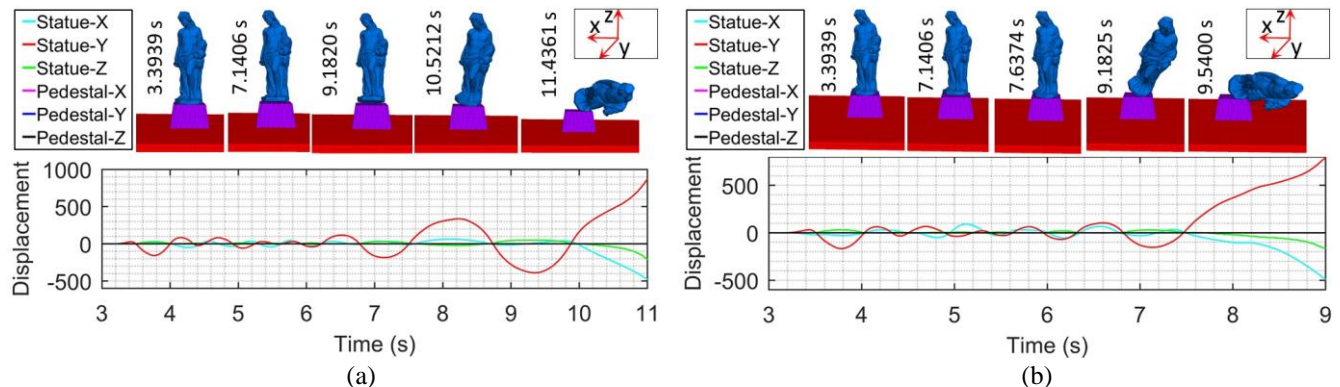 Statue-X
Statue-Y
Statue-Z
Pedestal-X
Pedestal-Y
Pedestal-Z
3.3939 s
7.1406 s
9.1820 s
10.5212 s
11.4361 s
z
x
y
1000
500
0
-500
Displacement
3 4 5 6 7 8 9 10 11
Time (s)
(a)
Statue-X
Statue-Y
Statue-Z
Pedestal-X
Pedestal-Y
Pedestal-Z
3.3939 s
7.1406 s
7.6374 s
9.1825 s
9.5400 s
z
x
y
500
0
-500
Displacement
3 4 5 6 7 8 9
Time (s)
(b)